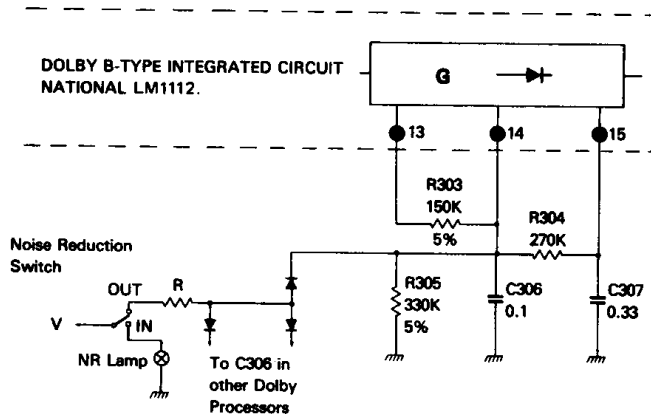 DOLBY B-TYPE INTEGRATED CIRCUIT
NATIONAL LM1112.
G
13
14
15
R303
150K
5%
R304
270K
Noise Reduction
Switch
OUT
R
V
IN
NR Lamp
R305
330K
5%
C306
0.1
C307
0.33
To C306 in
other Dolby
Processors